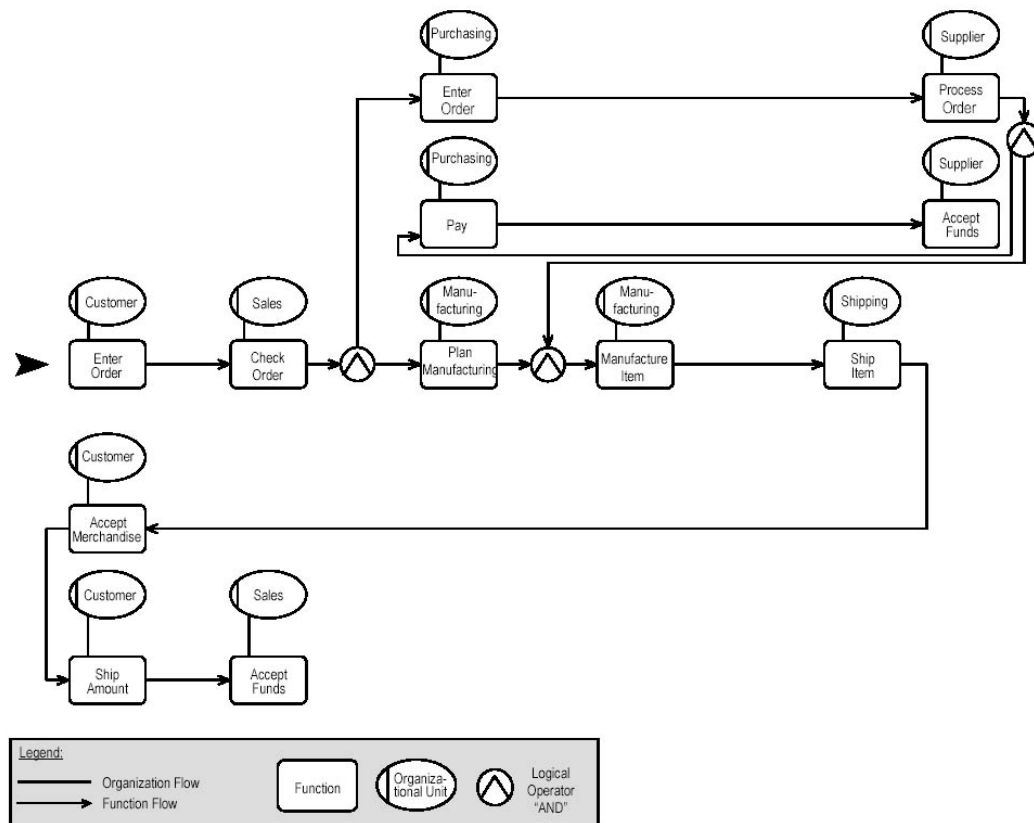 Purchasing
Supplier
Enter
Order
Process
Order
Purchasing
Supplier
Pay
Accept
Funds
Customer
Sales
Manu-
facturing
Manu-
facturing
Shipping
Enter
Order
Check
Order
Plan
Manufacturing
Manufacture
Item
Ship
Item
Customer
Accept
Merchandise
Customer
Sales
Ship
Amount
Accept
Funds
Legend:
Organization Flow
Function Flow
Function
Organiza-
tional Unit
Logical
Operator
“AND”